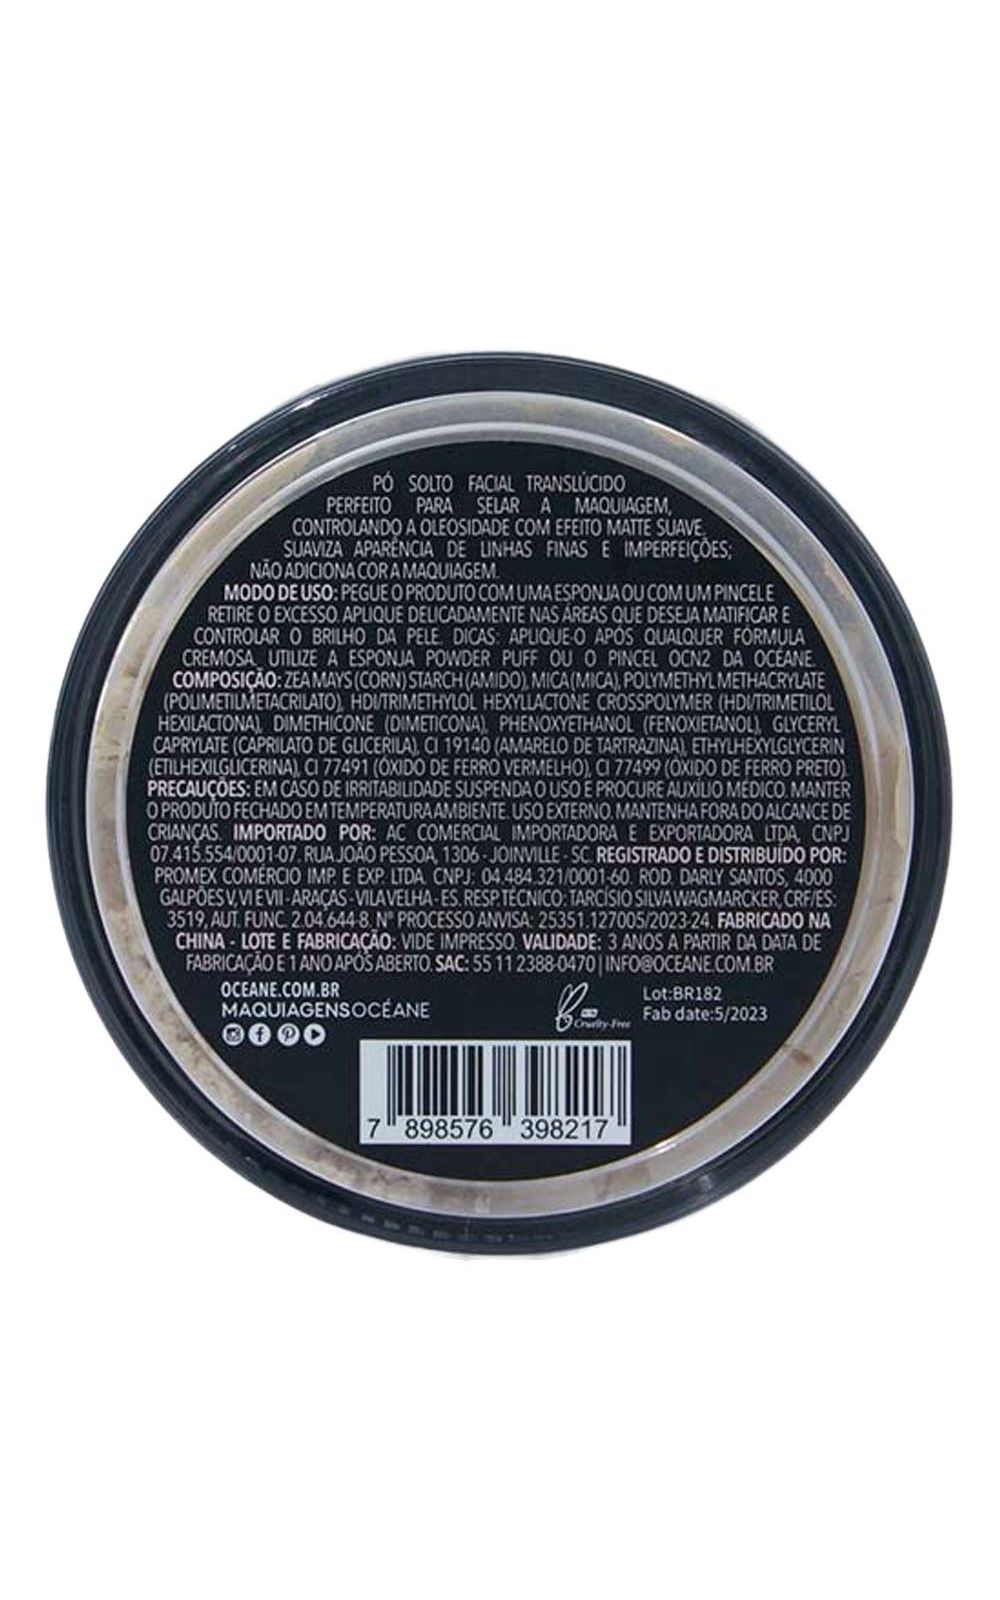 PÓ SOLTO FACIAL TRANSLÚCIDO
PERFEITO PARA SELAR A MAQUIAGEM,
CONTROLANDO A OLEOSIDADE COM EFEITO MATTE SUAVE.
SUAVIZA APARÊNCIA DE LINHAS FINAS E IMPERFEIÇÕES;
NÃO ADICIONA COR A MAQUIAGEM.
MODO DE USO: PEGUE O PRODUTO COM UMA ESPONJA OU COM UM PINCEL E
RETIRE O EXCESSO. APLIQUE DELICADAMENTE NAS ÁREAS QUE DESEJA MATIFICAR E
CONTROLAR O BRILHO DA PELE. DICAS: APLIQUE-O APÓS QUALQUER FÓRMULA
CREMOSA, UTILIZE A ESPONJA POWDER PUFF OU O PINCEL OCN2 DA OCÉANE.
COMPOSIÇÃO: ZEA MAYS (CORN) STARCH (AMIDO), MICA (MICA), POLYMETHYL METHACRYLATE
(POLIMETILMETACRILATO), HDI/TRIMETHYLOL HEXYLLACTONE CROSSPOLYMER (HDI/TRIMETILOL
HEXILACTONA), DIMETHICONE (DIMETICONA), PHENOXYETHANOL (FENOXIETANOL), GLYCERYL
CAPRYLATE (CAPRILATO DE GLICERILA), CI 19140 (AMARELO DE TARTRAZINA), ETHYLHEXYLGLYCERIN
(ETILHEXILGLICERINA), CI 77491 (ÓXIDO DE FERRO VERMELHO), CI 77499 (ÓXIDO DE FERRO PRETO).
PRECAUÇÕES: EM CASO DE IRRITABILIDADE SUSPENDA O USO E PROCURE AUXILIO MÉDICO. MANTER
O PRODUTO FECHADO EM TEMPERATURA AMBIENTE. USO EXTERNO. MANTENHA FORA DO ALCANCE DE
CRIANÇAS. IMPORTADO POR: AC COMERCIAL IMPORTADORA E EXPORTADORA LTDA, CNPJ
07.415.554/0001-07. RUA JOÃO PESSOA, 1306 - JOINVILLE - SC. REGISTRADO E DISTRIBUÍDO POR:
PROMEX COMÉRCIO IMP. E EXP. LTDA. CNPJ: 04.484.321/0001-60. ROD. DARLY SANTOS, 4000
GALPÕES V, VI E VII - ARAÇAS - VILA VELHA - ES. RESP. TÉCNICO: TARCÍSIO SILVA WAGMARCKER, CRF/ES:
3519, AUT. FUNC. 2.04.644-8. Nº PROCESSO ANVISA: 25351.127005/2023-24. FABRICADO NA
CHINA - LOTE E FABRICAÇÃO: VIDE IMPRESSO. VALIDADE: 3 ANOS A PARTIR DA DATA DE
FABRICAÇÃO E 1 ANO APÓS ABERTO. SAC: 55 11 2388-0470 | INFO@OCEANE.COM.BR
OCEANE.COM.BR
MAQUIAGENSOCÉANE
Cruelty-Free
Lot:BR182
Fab date:5/2023
7 898576 398217